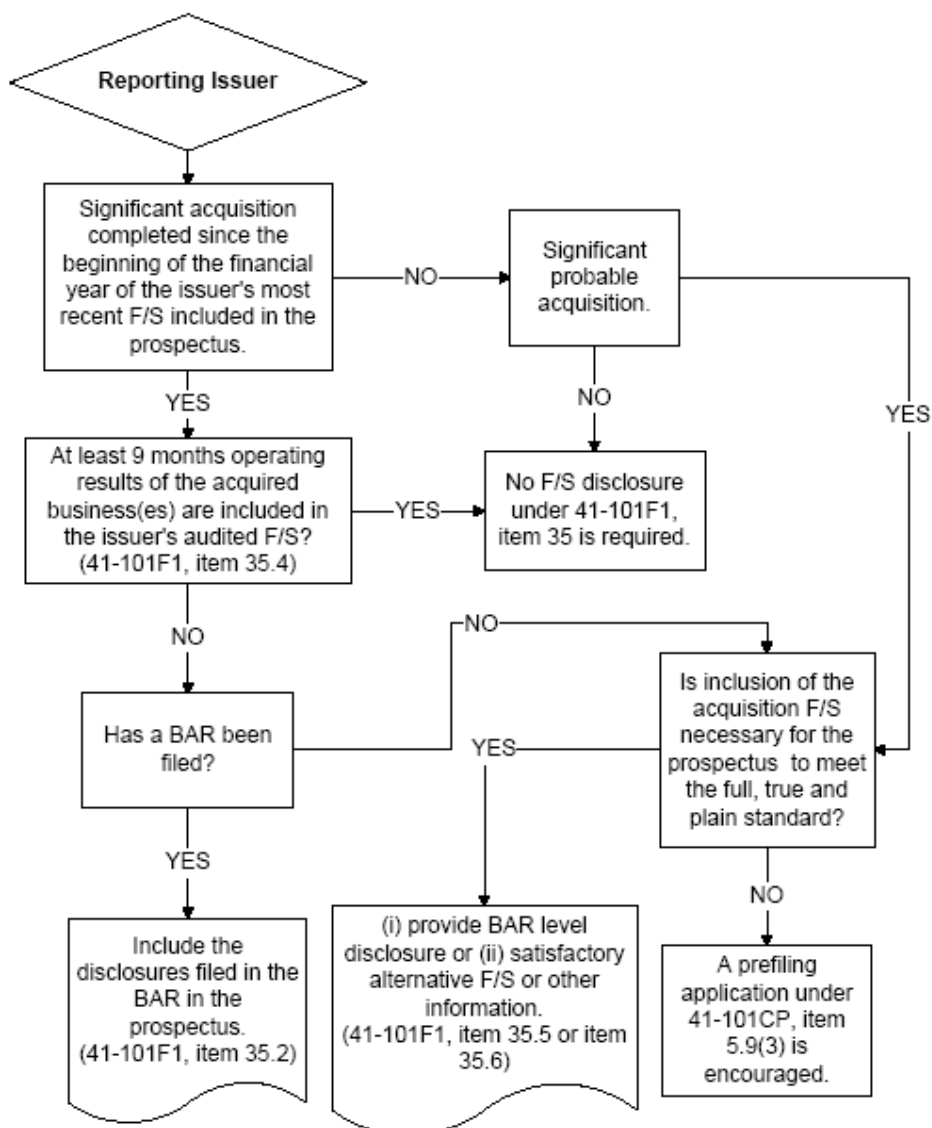 Reporting Issuer
Significant acquisition
completed since the
beginning of the financial
year of the issuer's most
recent F/S included in the
prospectus.
NO
Significant
probable
acquisition.
YES
NO
YES
At least 9 months operating
results of the acquired
business(es) are included in
the issuer's audited F/S?
(41-101F1, item 35.4)
YES
No F/S disclosure
under 41-101F1,
item 35 is required.
NO
NO
Has a BAR been
filed?
Is inclusion of the
acquisition F/S
necessary for the
prospectus to meet
the full, true and
plain standard?
YES
YES
NO
Include the
disclosures filed in the
BAR in the
prospectus.
(41-101F1, item 35.2)
(i) provide BAR level
disclosure or (ii) satisfactory
alternative F/S or other
information.
(41-101F1, item 35.5 or item
35.6)
A prefiling
application under
41-101CP, item
5.9(3) is
encouraged.